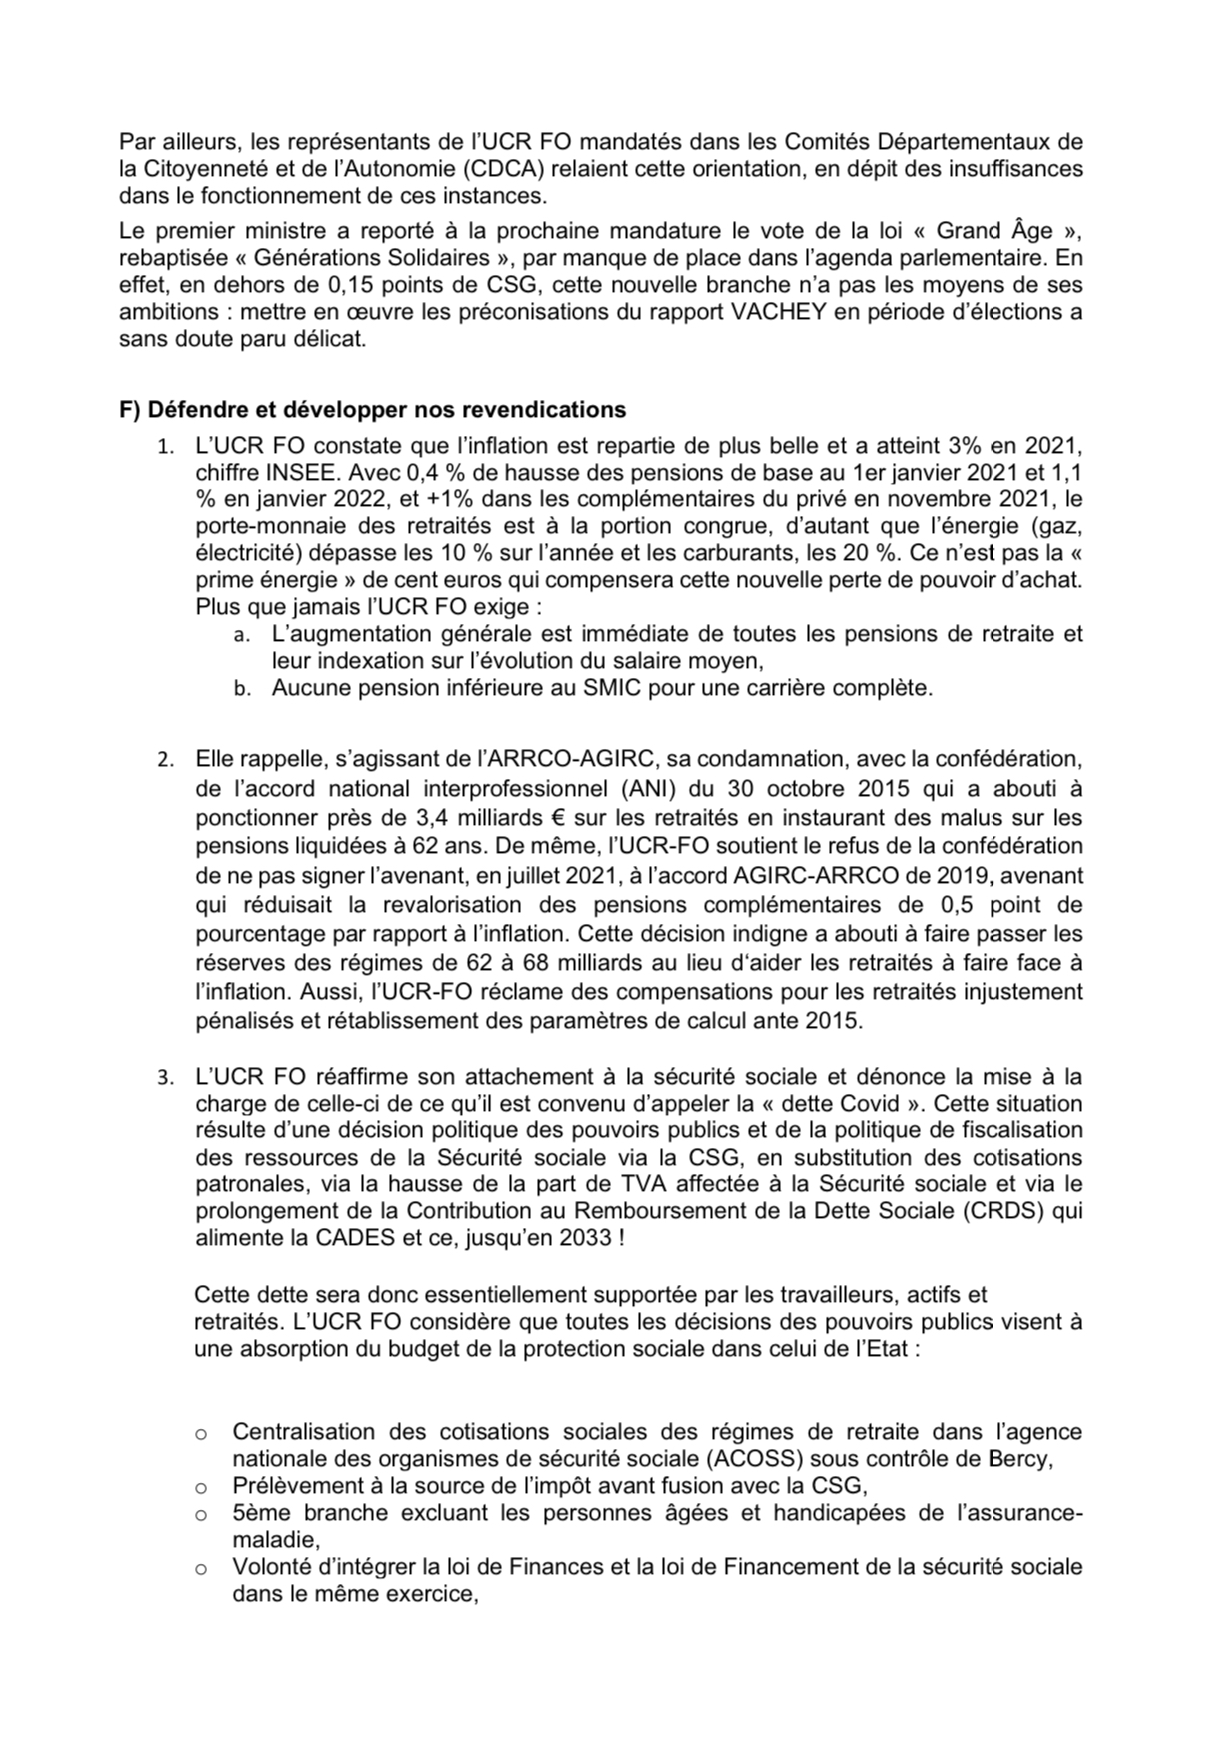 Par ailleurs, les représentants de l’UCR FO mandatés dans les Comités Départementaux de
la Citoyenneté et de l’Autonomie (CDCA) relaient cette orientation, en dépit des insuffisances
dans le fonctionnement de ces instances.
Le premier ministre a reporté à la prochaine mandature le vote de la loi « Grand Âge »,
rebaptisée « Générations Solidaires », par manque de place dans l’agenda parlementaire. En
effet, en dehors de 0,15 points de CSG, cette nouvelle branche n’a pas les moyens de ses
ambitions : mettre en œuvre les préconisations du rapport VACHEY en période d’élections a
sans doute paru délicat.
F) Défendre et développer nos revendications
1. L’UCR FO constate que l’inflation est repartie de plus belle et a atteint 3% en 2021,
chiffre INSEE. Avec 0,4 % de hausse des pensions de base au 1er janvier 2021 et 1,1
% en janvier 2022, et +1% dans les complémentaires du privé en novembre 2021, le
porte-monnaie des retraités est à la portion congrue, d’autant que l’énergie (gaz,
électricité) dépasse les 10 % sur l’année et les carburants, les 20 %. Ce n’est pas la «
prime énergie » de cent euros qui compensera cette nouvelle perte de pouvoir d’achat.
Plus que jamais l’UCR FO exige :
a. L’augmentation générale est immédiate de toutes les pensions de retraite et
leur indexation sur l’évolution du salaire moyen,
b. Aucune pension inférieure au SMIC pour une carrière complète.
2. Elle rappelle, s’agissant de l’ARRCO-AGIRC, sa condamnation, avec la confédération,
de l’accord national interprofessionnel (ANI) du 30 octobre 2015 qui a abouti à
ponctionner près de 3,4 milliards € sur les retraités en instaurant des malus sur les
pensions liquidées à 62 ans. De même, l’UCR-FO soutient le refus de la confédération
de ne pas signer l’avenant, en juillet 2021, à l’accord AGIRC-ARRCO de 2019, avenant
qui réduisait la revalorisation des pensions complémentaires de 0,5 point de
pourcentage par rapport à l’inflation. Cette décision indigne a abouti à faire passer les
réserves des régimes de 62 à 68 milliards au lieu d‘aider les retraités à faire face à
l’inflation. Aussi, l’UCR-FO réclame des compensations pour les retraités injustement
pénalisés et rétablissement des paramètres de calcul ante 2015.
3. L’UCR FO réaffirme son attachement à la sécurité sociale et dénonce la mise à la
charge de celle-ci de ce qu’il est convenu d’appeler la « dette Covid ». Cette situation
résulte d’une décision politique des pouvoirs publics et de la politique de fiscalisation
des ressources de la Sécurité sociale via la CSG, en substitution des cotisations
patronales, via la hausse de la part de TVA affectée à la Sécurité sociale et via le
prolongement de la Contribution au Remboursement de la Dette Sociale (CRDS) qui
alimente la CADES et ce, jusqu’en 2033 !
Cette dette sera donc essentiellement supportée par les travailleurs, actifs et
retraités. L’UCR FO considère que toutes les décisions des pouvoirs publics visent à
une absorption du budget de la protection sociale dans celui de l’Etat :
o Centralisation des cotisations sociales des régimes de retraite dans l’agence
nationale des organismes de sécurité sociale (ACOSS) sous contrôle de Bercy,
o Prélèvement à la source de l’impôt avant fusion avec la CSG,
o 5ème branche excluant les personnes âgées et handicapées de l’assurance-
maladie,
o Volonté d’intégrer la loi de Finances et la loi de Financement de la sécurité sociale
dans le même exercice,